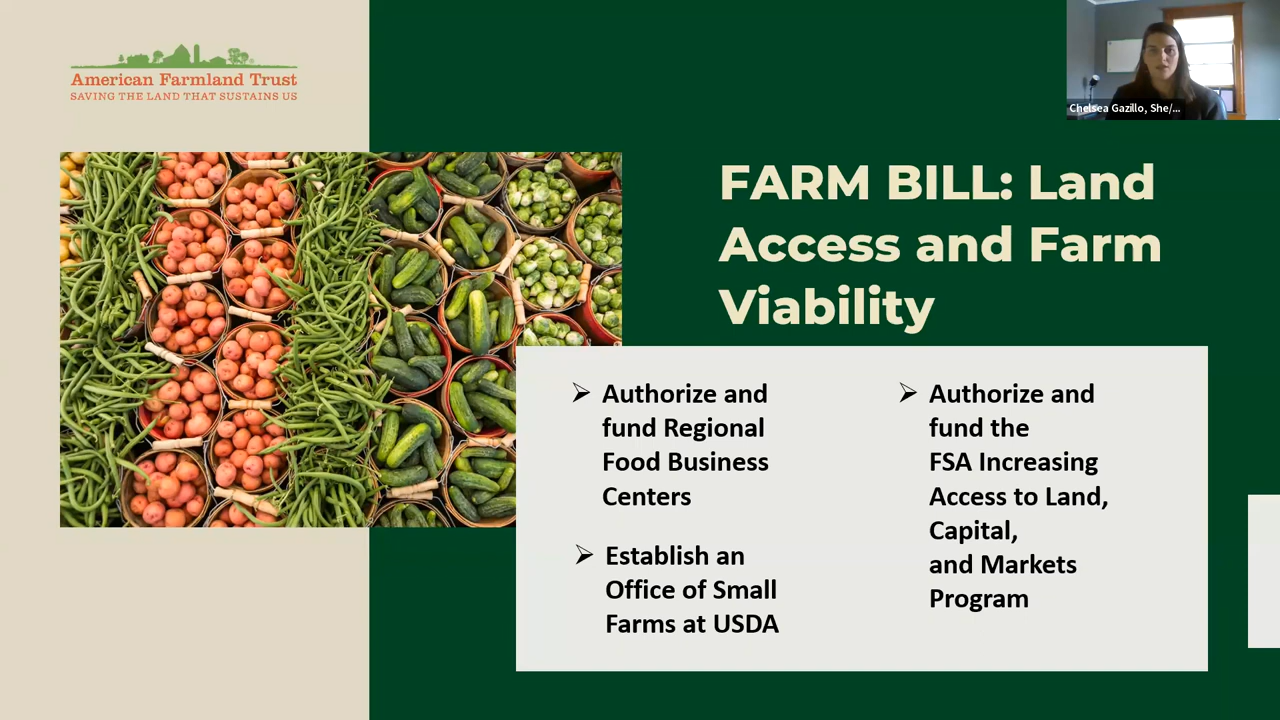 American Farmland Trust
SAVING THE LAND THAT SUSTAINS US
Chelsea Gazillo, She/...
FARM BILL: Land
Access and Farm
Viability
Authorize and
fund Regional
Food Business
Centers
Establish an
Office of Small
Farms at USDA
Authorize and
fund the
FSA Increasing
Access to Land,
Capital,
and Markets
Program